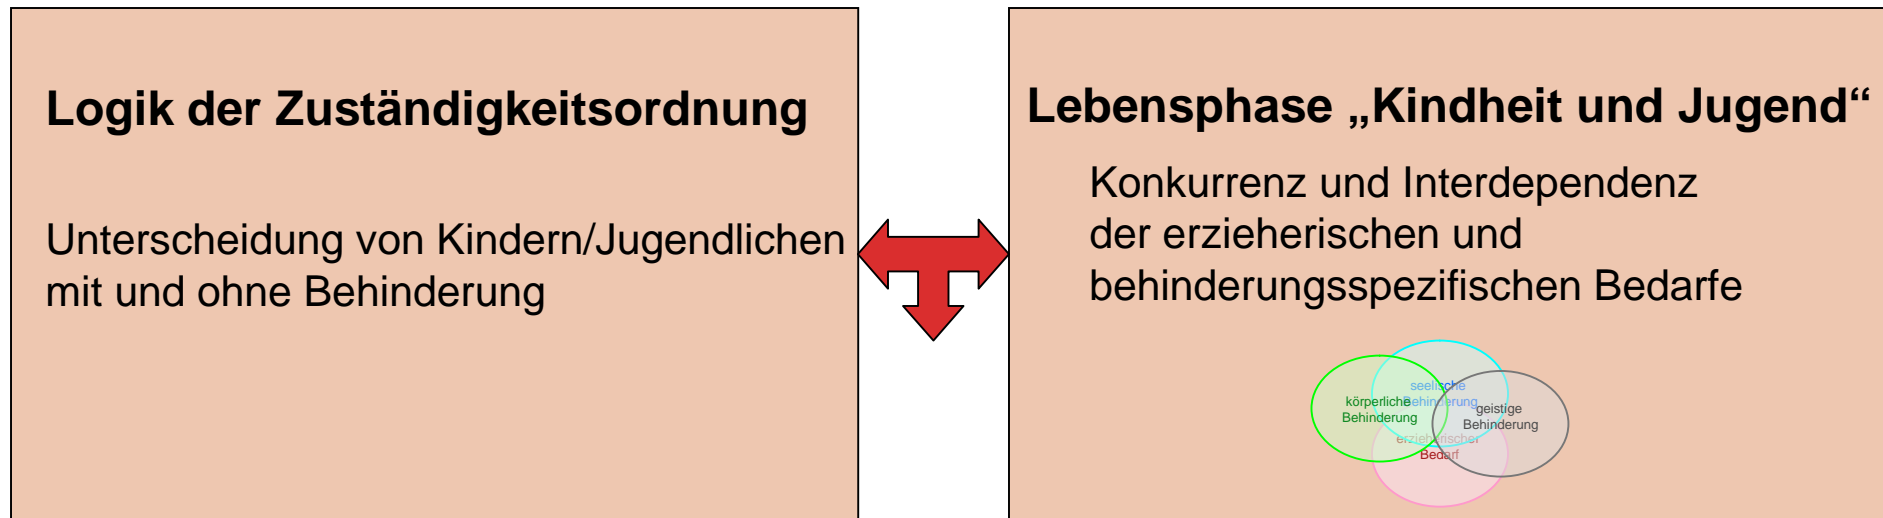 Logik der Zuständigkeitsordnung
Unterscheidung von Kindern/Jugendlichen
mit und ohne Behinderung
Lebensphase „Kindheit und Jugend“
Konkurrenz und Interdependenz
der erzieherischen und
behinderungsspezifischen Bedarfe
seelische
Behinderung
körperliche
Behinderung
geistige
Behinderung
erzieherischer
Bedarf